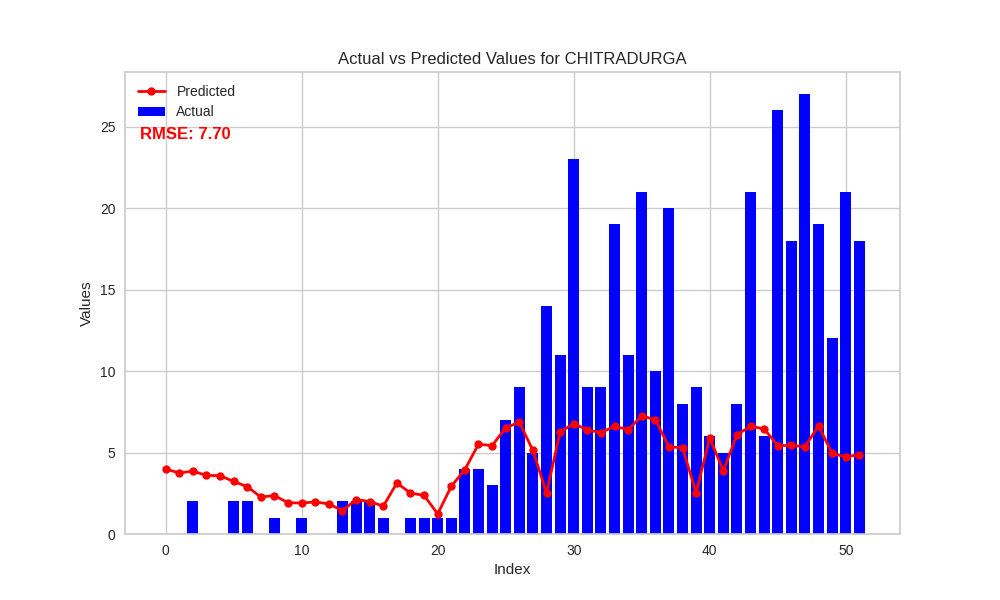 Actual vs Predicted Values for CHITRADURGA
Predicted
Actual
RMSE: 7.70
Values
25
20
15
10
5
0
0 10 20 30 40 50
Index